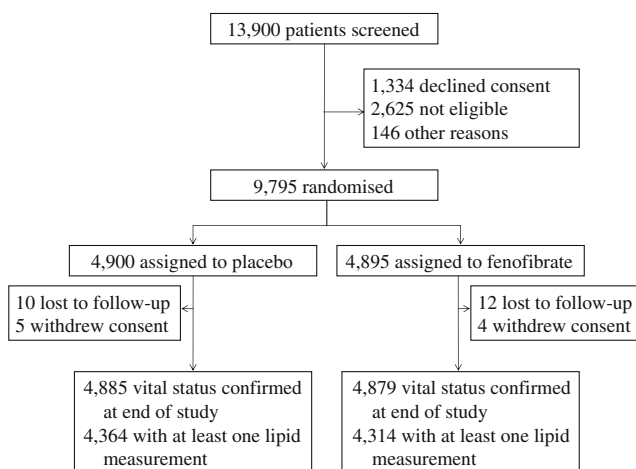 13,900 patients screened
1,334 declined consent
2,625 not eligible
146 other reasons
9,795 randomised
4,900 assigned to placebo
4,895 assigned to fenofibrate
10 lost to follow-up
5 withdrew consent
12 lost to follow-up
4 withdrew consent
4,885 vital status confirmed
at end of study
4,364 with at least one lipid
measurement
4,879 vital status confirmed
at end of study
4,314 with at least one lipid
measurement